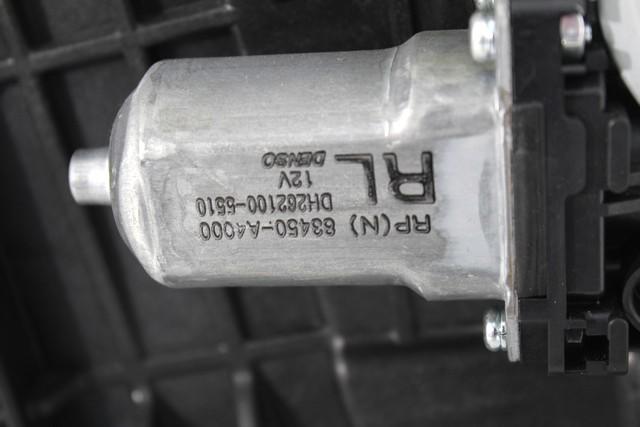 RP(N) 83450-A4000
DH262100-5510
RL
12V
DENSO